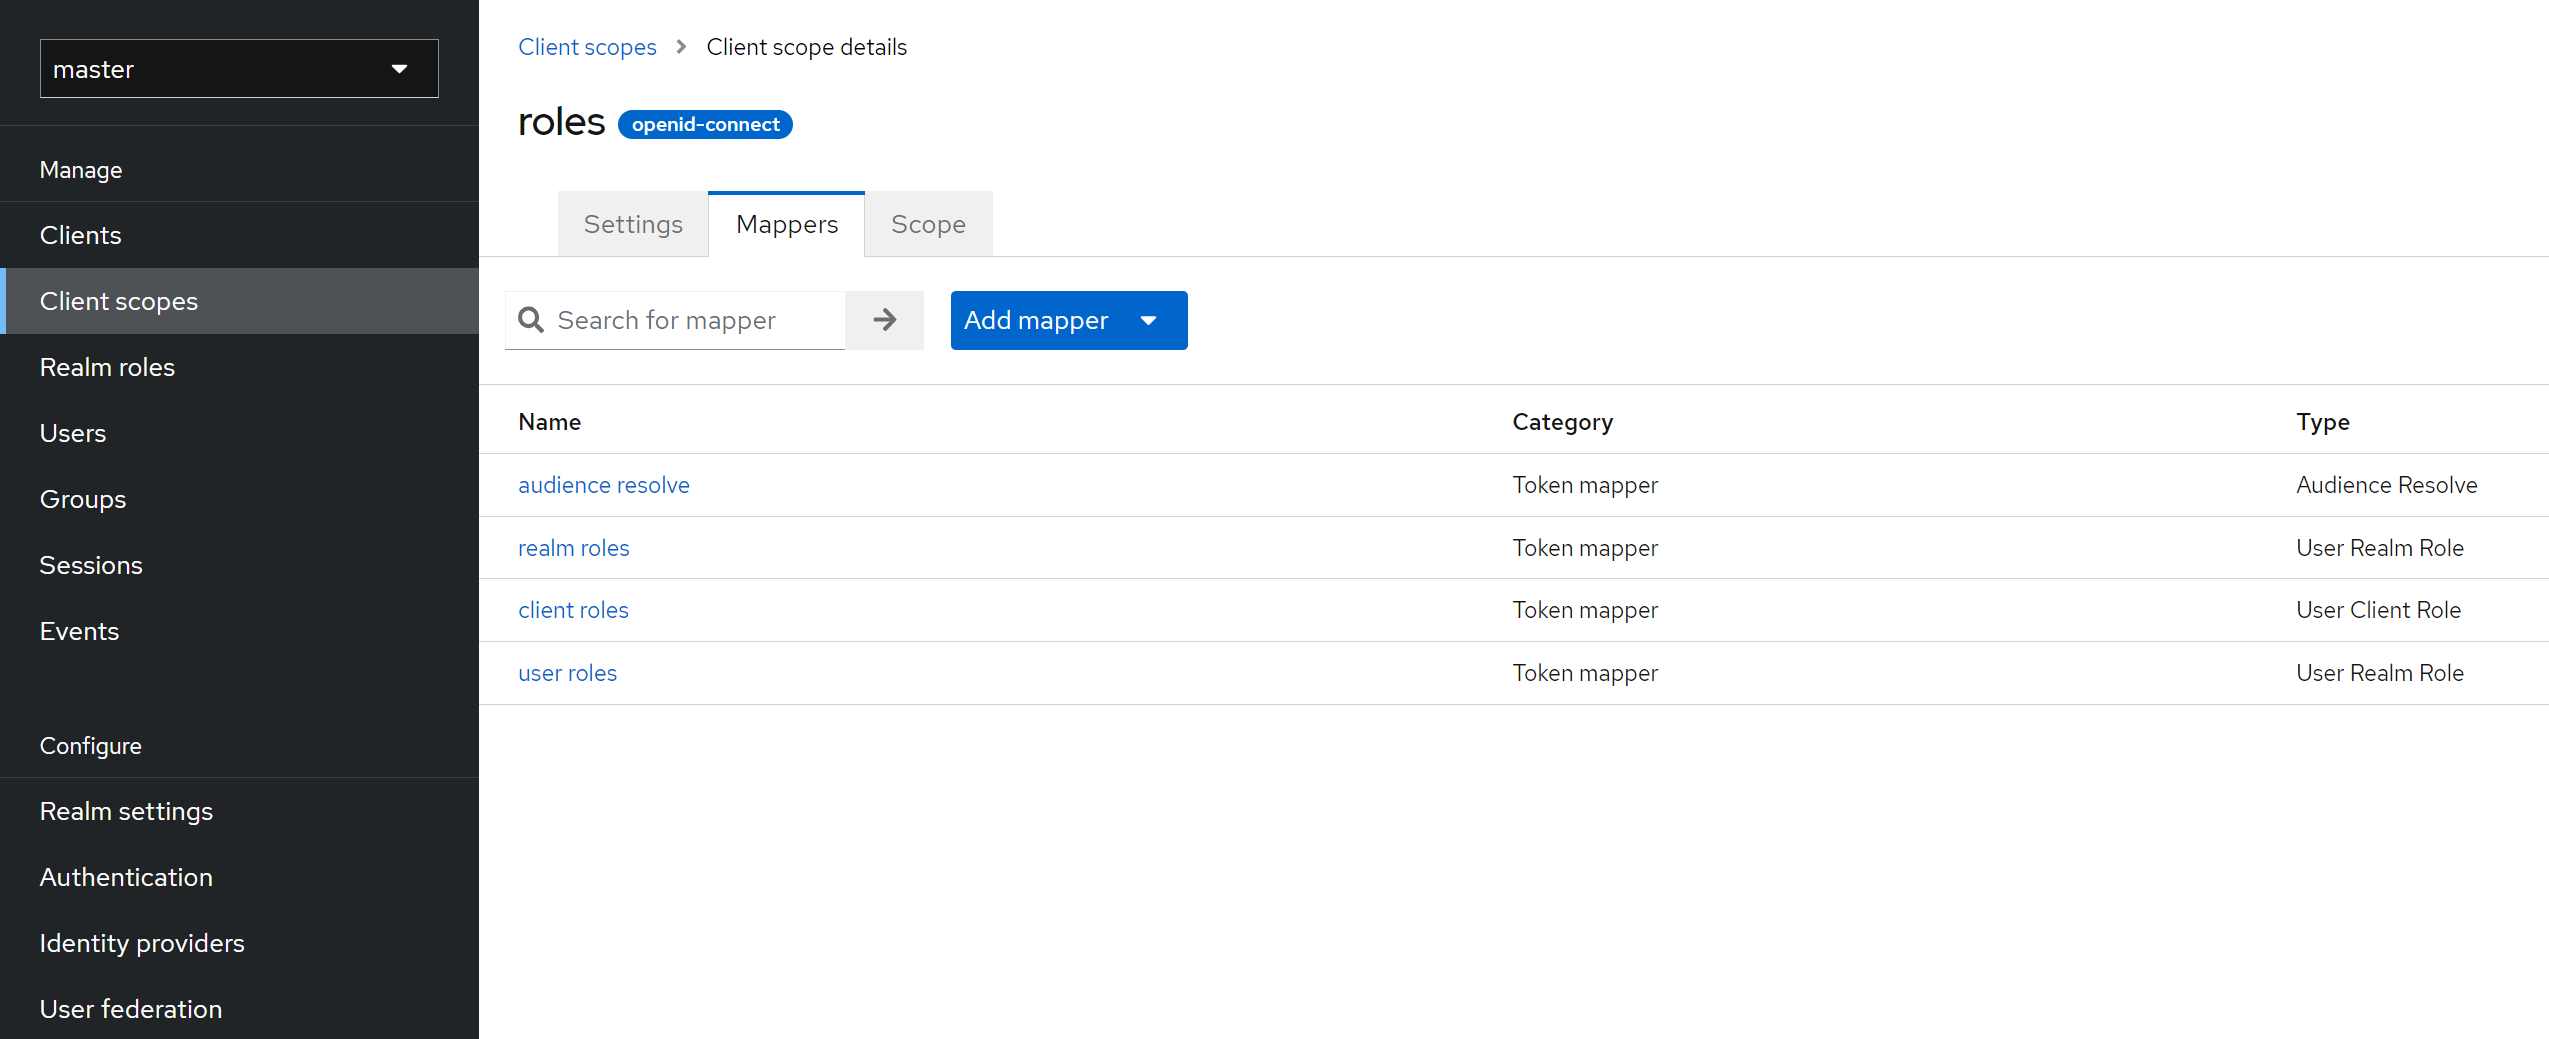 master
Manage
Clients
Client scopes
Realm roles
Users
Groups
Sessions
Events
Configure
Realm settings
Authentication
Identity providers
User federation
Client scopes > Client scope details
roles openid-connect
Settings Mappers Scope
Search for mapper Add mapper
Name Category Type
audience resolve Token mapper Audience Resolve
realm roles Token mapper User Realm Role
client roles Token mapper User Client Role
user roles Token mapper User Realm Role